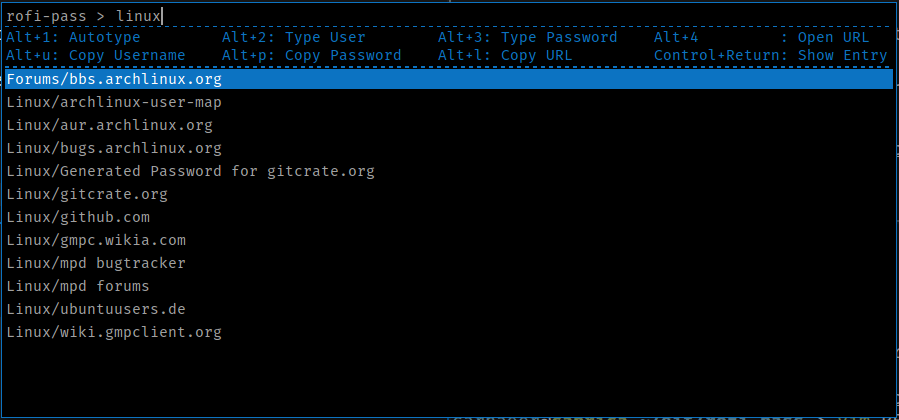 rofi-pass > linux
Alt+1: Autotype Alt+2: Type User Alt+3: Type Password Alt+4 : Open URL
Alt+u: Copy Username Alt+p: Copy Password Alt+l: Copy URL Control+Return: Show Entry
Forums/bbs.archlinux.org
Linux/archlinux-user-map
Linux/aur.archlinux.org
Linux/bugs.archlinux.org
Linux/Generated Password for gitcrate.org
Linux/gitcrate.org
Linux/github.com
Linux/gmpc.wikia.com
Linux/mpd bugtracker
Linux/mpd forums
Linux/ubuntuusers.de
Linux/wiki.gmpclient.org